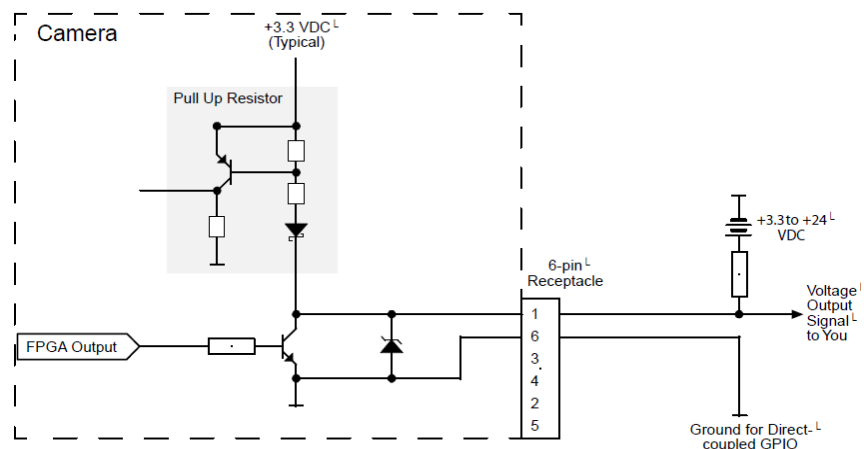 Camera
+3.3 VDC└
(Typical)
Pull Up Resistor
+3.3 to +24└
VDC
6-pin└
Receptacle
1
6
3
4
2
5
Voltage└
Output
Signal└
to You
FPGA Output
Ground for Direct-└
coupled GPIO